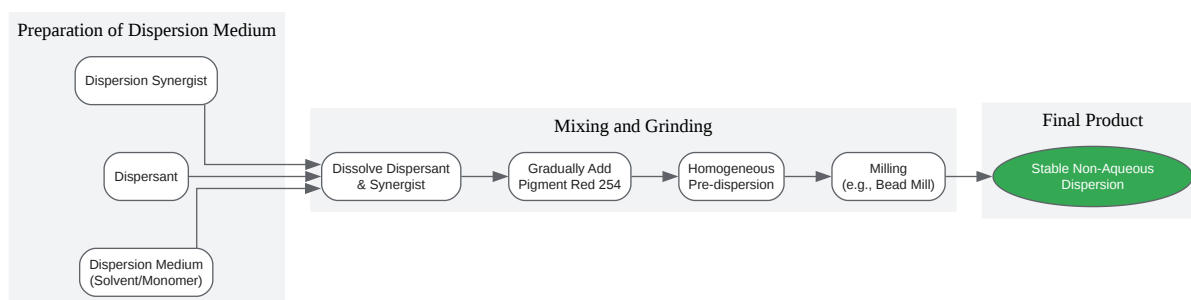 Preparation of Dispersion Medium
Dispersion Synergist
Dispersant
Dispersion Medium
(Solvent/Monomer)
Mixing and Grinding
Dissolve Dispersant
& Synergist
Gradually Add
Pigment Red 254
Homogeneous
Pre-dispersion
Milling
(e.g., Bead Mill)
Final Product
Stable Non-Aqueous
Dispersion